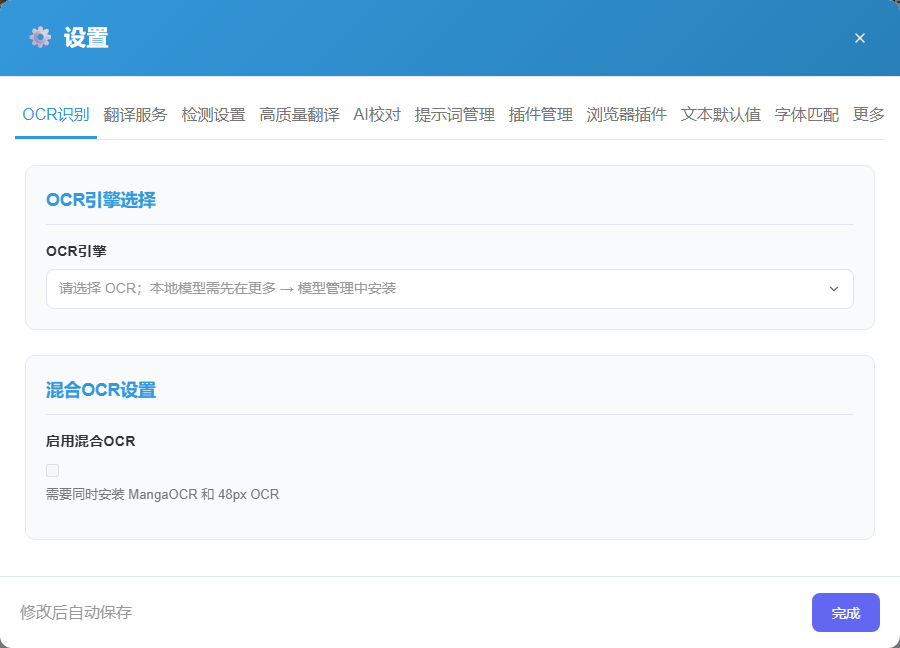 设置
×
OCR识别 翻译服务 检测设置 高质量翻译 AI校对 提示词管理 插件管理 浏览器插件 文本默认值 字体匹配 更多
OCR引擎选择
OCR引擎
请选择 OCR；本地模型需先在更多 → 模型管理中安装
混合OCR设置
启用混合OCR
需要同时安装 MangaOCR 和 48px OCR
修改后自动保存
完成